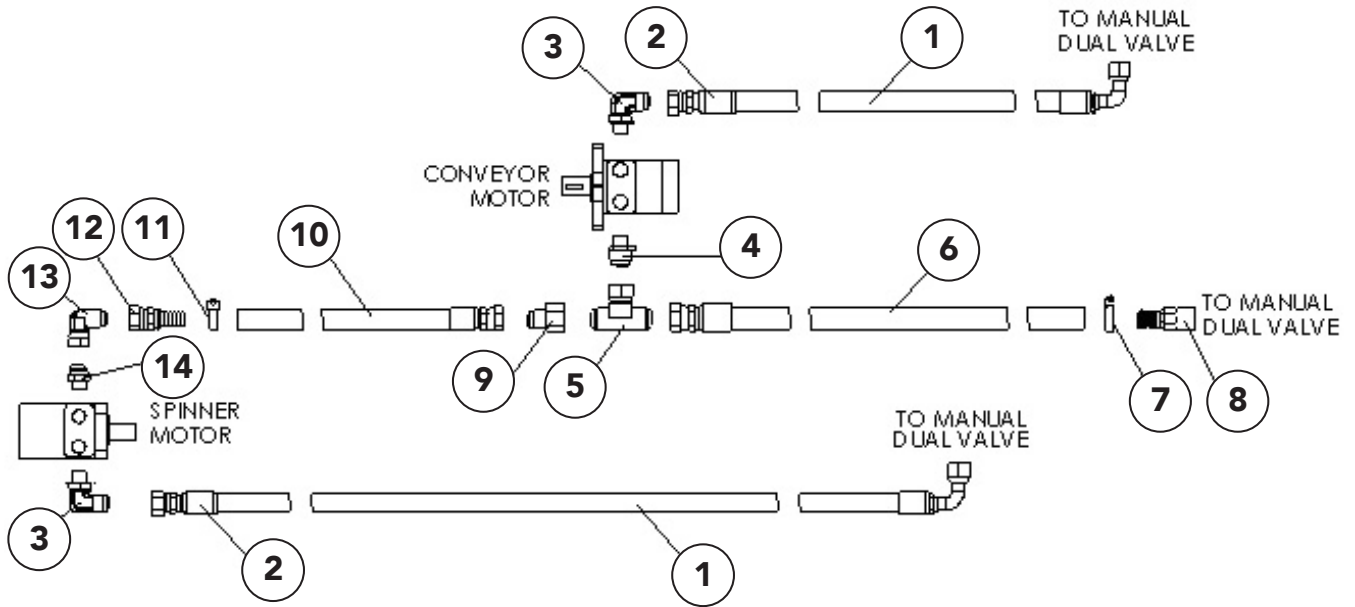 TO MANUAL
DUAL VALVE
3
2
1
CONVEYOR
MOTOR
12
11
10
4
6
13
TO MANUAL
DUAL VALVE
14
9
5
7
8
SPINNER
MOTOR
TO MANUAL
DUAL VALVE
3
2
1